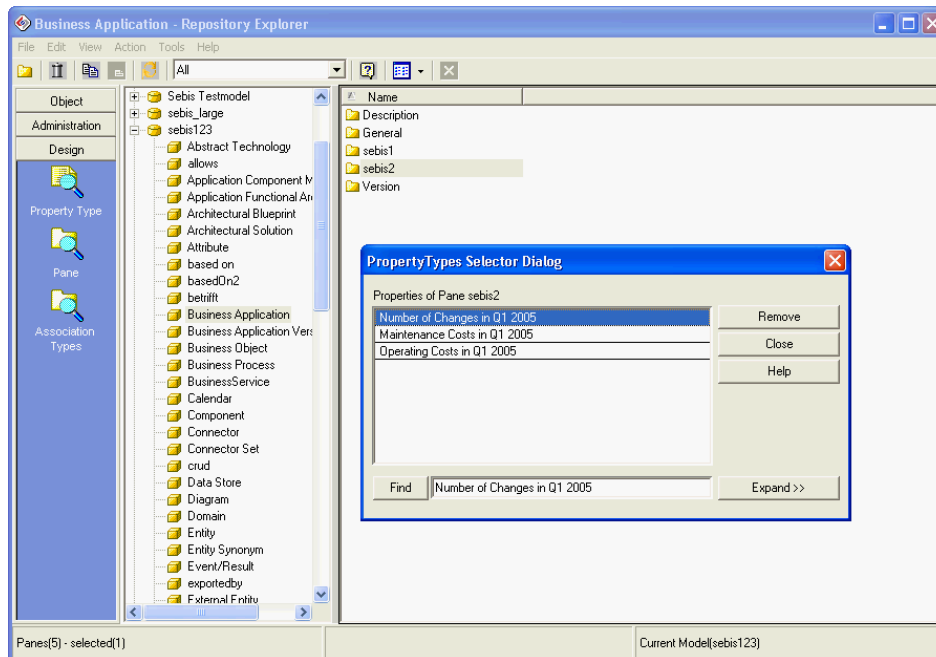 Business Application - Repository Explorer
File Edit View Action Tools Help
All
Object
Administration
Design
Property Type
Pane
Association
Types
Sebis Testmodel
sebis_large
sebis123
Abstract Technology
allows
Application Component M
Application Functional Ar
Architectural Blueprint
Architectural Solution
Attribute
based on
basedOn2
betrifft
Business Application
Business Application Vers
Business Object
Business Process
BusinessService
Calendar
Component
Connector
Connector Set
crud
Data Store
Diagram
Domain
Entity
Entity Synonym
Event/Result
exportedby
External Entity
Name
Description
General
sebis1
sebis2
Version
PropertyTypes Selector Dialog
Properties of Pane sebis2
Number of Changes in Q1 2005
Maintenance Costs in Q1 2005
Operating Costs in Q1 2005
Remove
Close
Help
Find Number of Changes in Q1 2005 Expand >>
Panes(5) - selected(1) Current Model(sebis123)